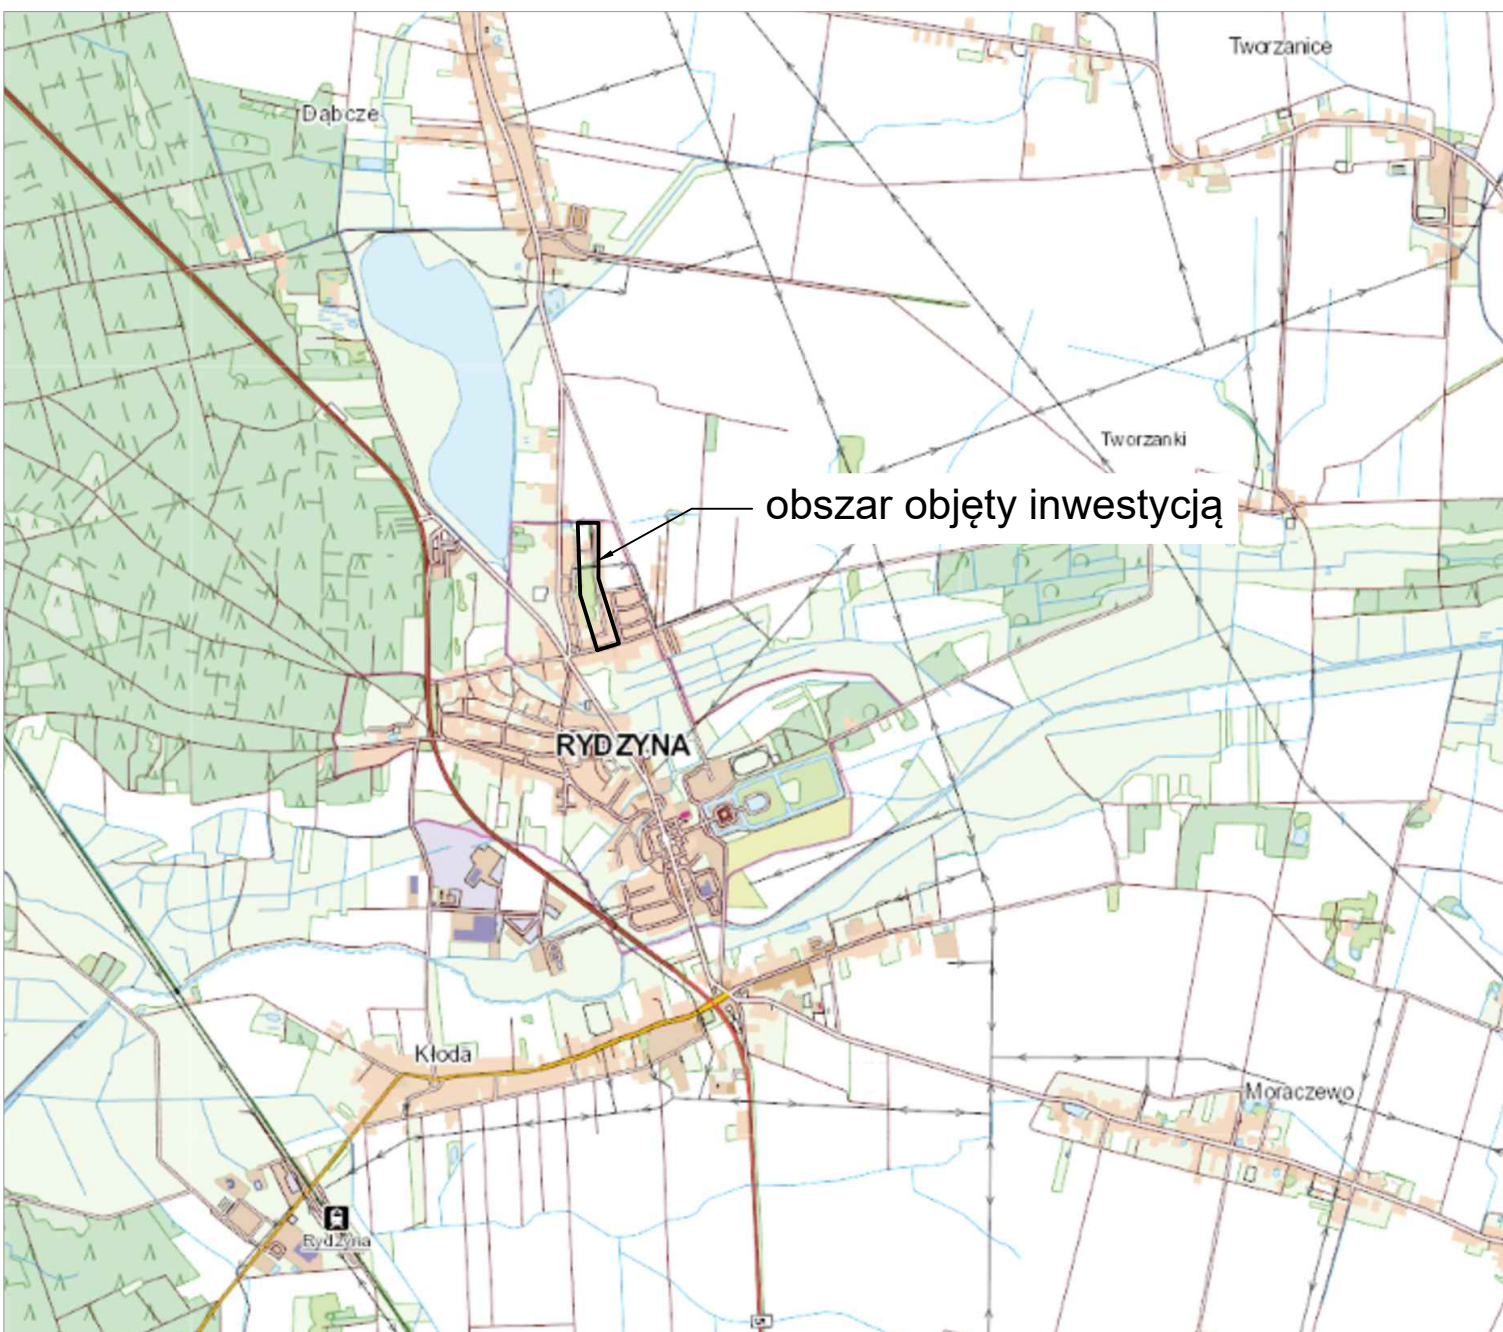 Tworzanice
Dąbcze
Tworzanki
obszar objęty inwestycją
RYDZYNA
Kłoda
Moraczewo
Rydzyna